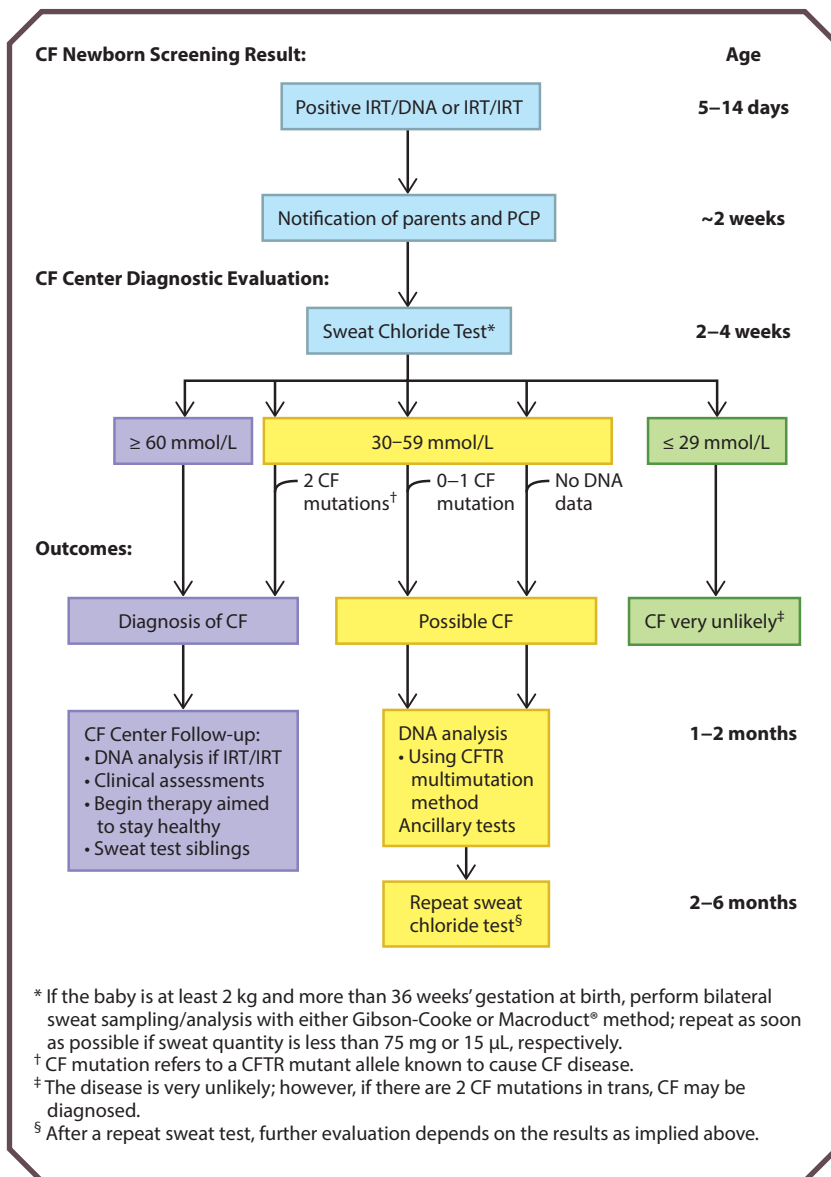 CF Newborn Screening Result: Age
Positive IRT/DNA or IRT/IRT 5–14 days
Notification of parents and PCP ~2 weeks
CF Center Diagnostic Evaluation:
Sweat Chloride Test* 2–4 weeks
≥ 60 mmol/L 30–59 mmol/L ≤ 29 mmol/L
2 CF 0–1 CF No DNA
mutations† mutation data
Outcomes:
Diagnosis of CF Possible CF CF very unlikely‡
CF Center Follow-up:
• DNA analysis if IRT/IRT
• Clinical assessments
• Begin therapy aimed
to stay healthy
• Sweat test siblings
DNA analysis 1–2 months
• Using CFTR
multimutation
method
Ancillary tests
Repeat sweat 2–6 months
chloride test§
* If the baby is at least 2 kg and more than 36 weeks’ gestation at birth, perform bilateral
sweat sampling/analysis with either Gibson-Cooke or Macroduct® method; repeat as soon
as possible if sweat quantity is less than 75 mg or 15 µL, respectively.
† CF mutation refers to a CFTR mutant allele known to cause CF disease.
‡ The disease is very unlikely; however, if there are 2 CF mutations in trans, CF may be
diagnosed.
§ After a repeat sweat test, further evaluation depends on the results as implied above.